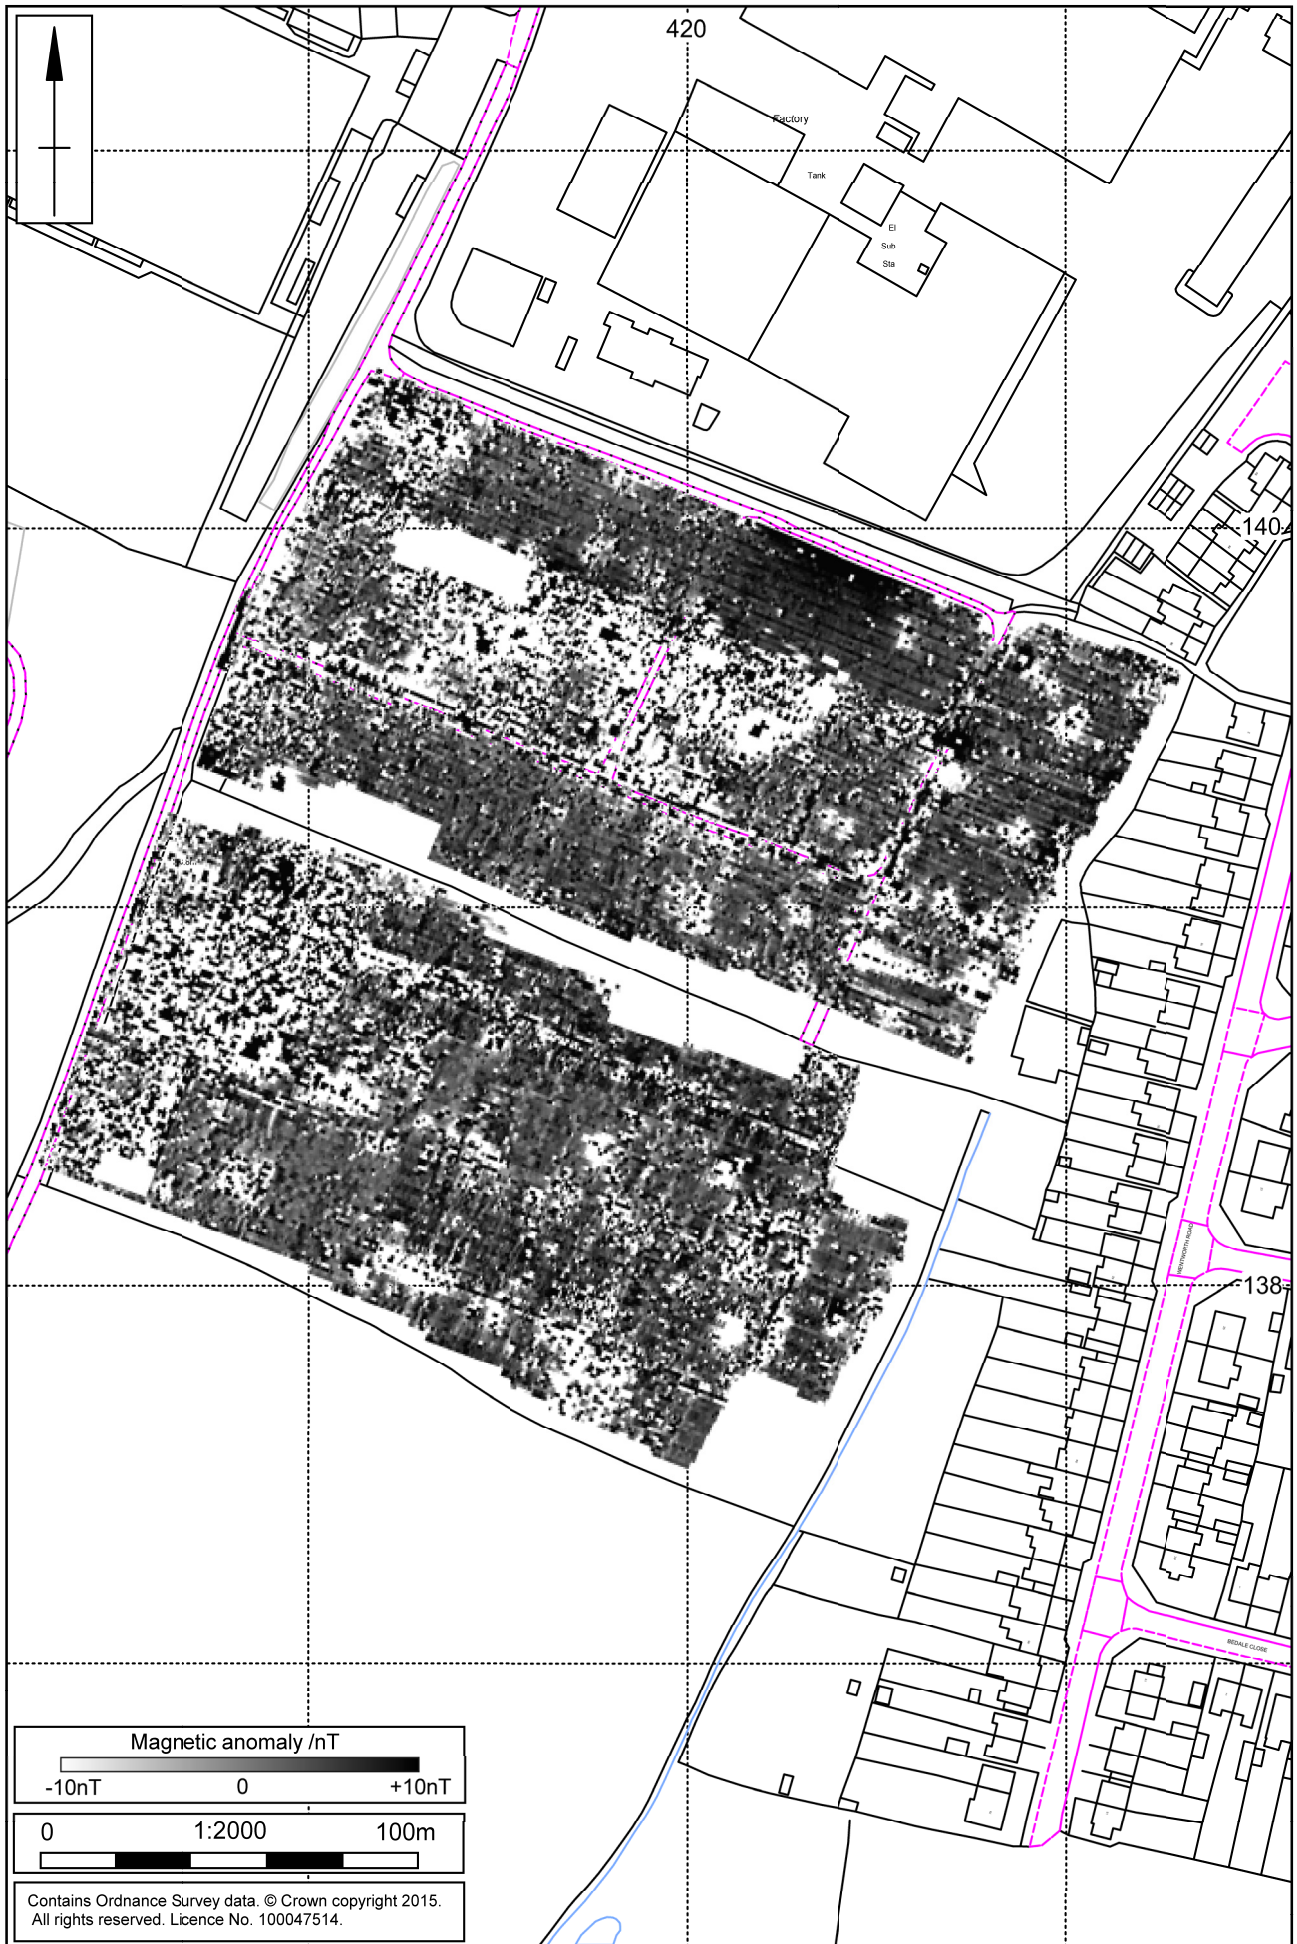 420
Factory
Tank
El
Sub
Sta
140
WENTWORTH ROAD
138
BEDALE CLOSE
Magnetic anomaly /nT
-10nT 0 +10nT
0 1:2000 100m
Contains Ordnance Survey data. © Crown copyright 2015.
All rights reserved. Licence No. 100047514.